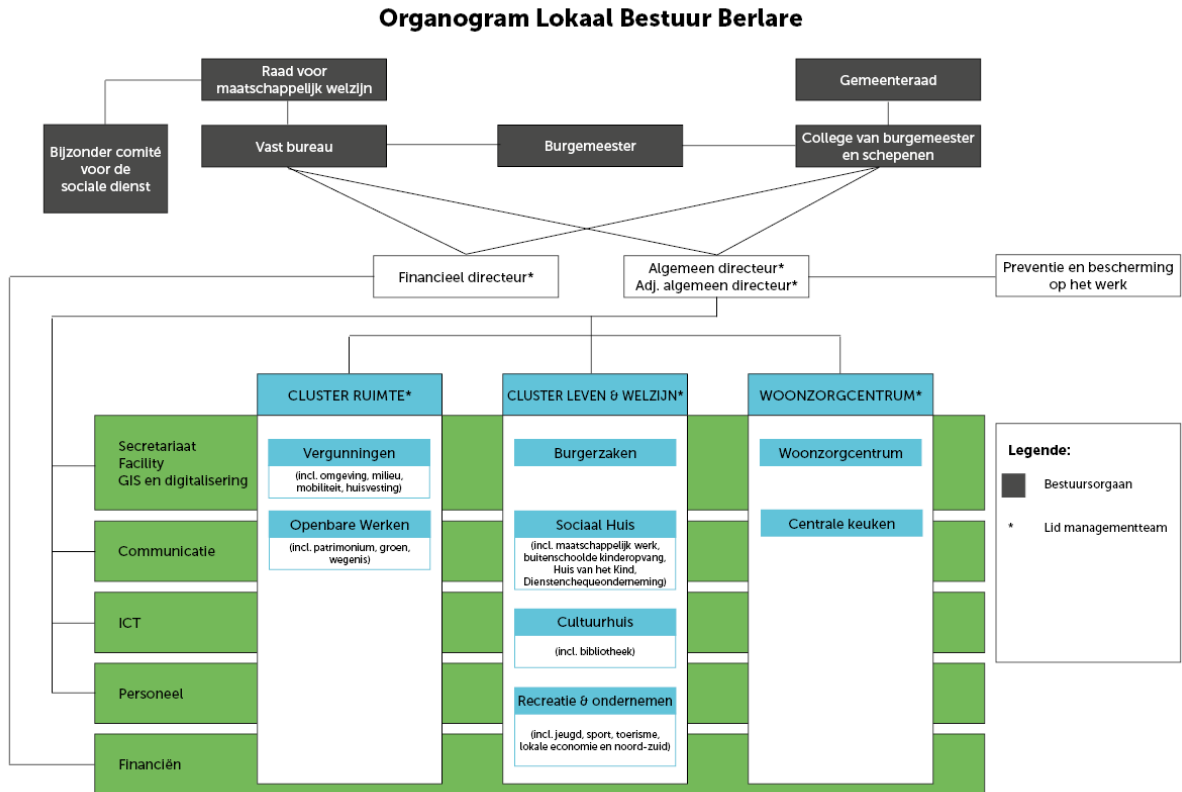 Organogram Lokaal Bestuur Berlare
Raad voor
maatschappelijk welzijn
Gemeenteraad
Bijzonder comité
voor de
sociale dienst
Vast bureau
Burgemeester
College van burgemeester
en schepenen
Financieel directeur*
Algemeen directeur*
Adj. algemeen directeur*
Preventie en bescherming
op het werk
CLUSTER RUIMTE*
CLUSTER LEVEN & WELZIJN*
WOONZORGCENTRUM*
Secretariaat
Facility
GIS en digitalisering
Communicatie
ICT
Personeel
Financiën
Vergunningen
(incl. omgeving, milieu,
mobiliteit, huisvesting)
Openbare Werken
(incl. patrimonium, groen,
wegenis)
Burgerzaken
Sociaal Huis
(incl. maatschappelijk werk,
buitenschoolde kinderopvang,
Huis van het Kind,
Dienstenchequeonderneming)
Cultuurhuis
(incl. bibliotheek)
Recreatie & ondernemen
(incl. jeugd, sport, toerisme,
lokale economie en noord-zuid)
Woonzorgcentrum
Centrale keuken
Legende:
Bestuursorgaan
* Lid managementteam